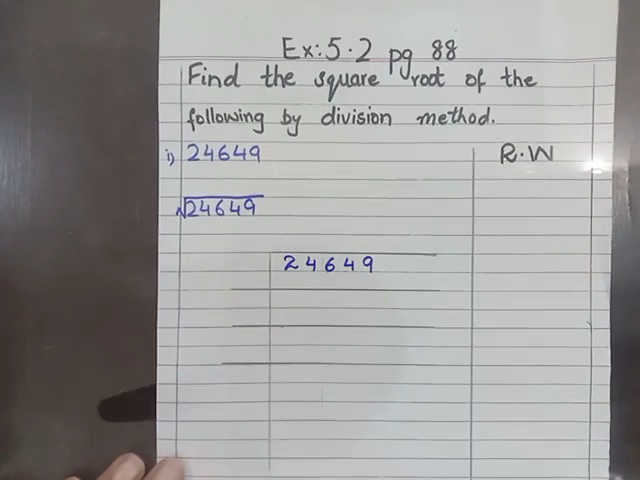 Ex: 5.2 pg 88
Find the square root of the
following by division method.
i) 24649
R.W
√24649
24649